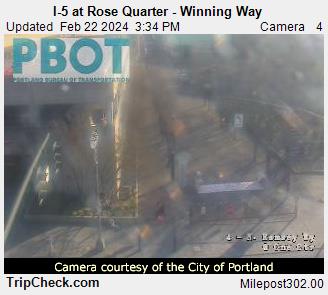 I-5 at Rose Quarter - Winning Way
Updated Feb 22 2024 3:34 PM Camera 4
PBOT
PORTLAND BUREAU OF TRANSPORTATION
Camera courtesy of the City of Portland
TripCheck.com Milepost302.00